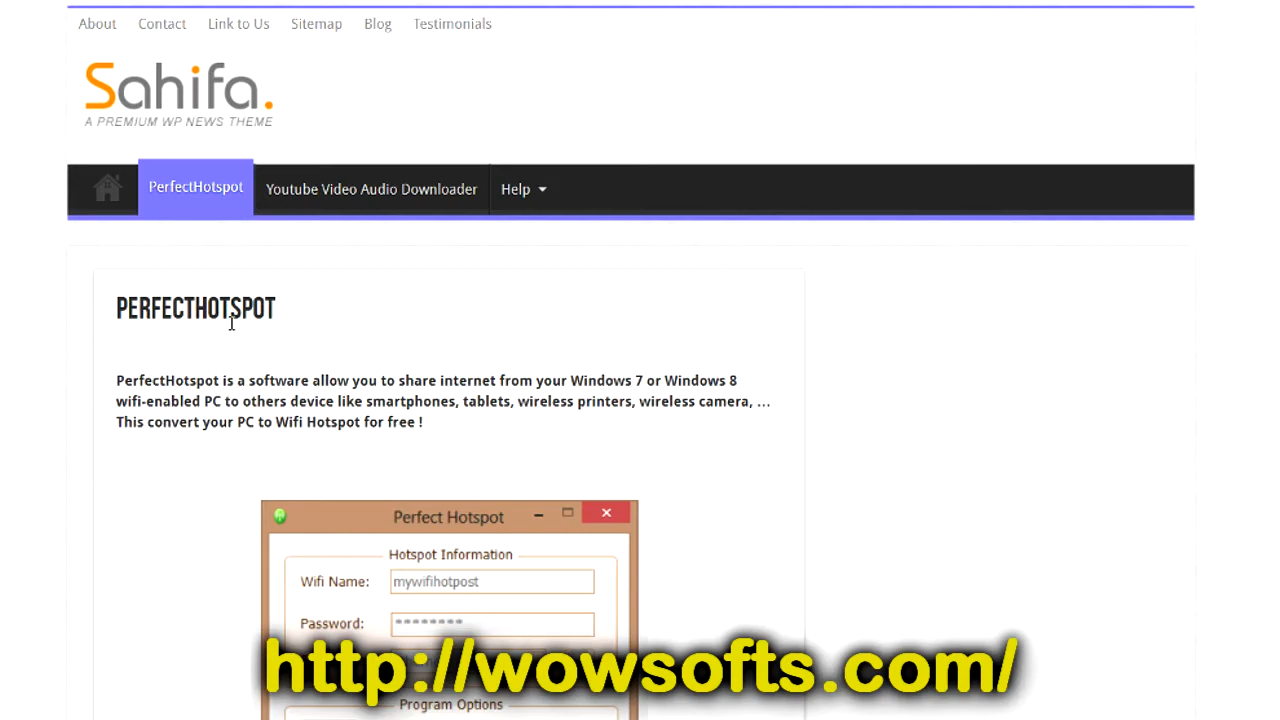 About Contact Link to Us Sitemap Blog Testimonials
Sahifa.
A PREMIUM WP NEWS THEME
PerfectHotspot Youtube Video Audio Downloader Help
PERFECTHOTSPOT
PerfectHotspot is a software allow you to share internet from your Windows 7 or Windows 8
wifi-enabled PC to others device like smartphones, tablets, wireless printers, wireless camera, …
This convert your PC to Wifi Hotspot for free !
Perfect Hotspot
Hotspot Information
Wifi Name: mywifihotpost
Password: ********
http://wowsofts.com/
Program Options